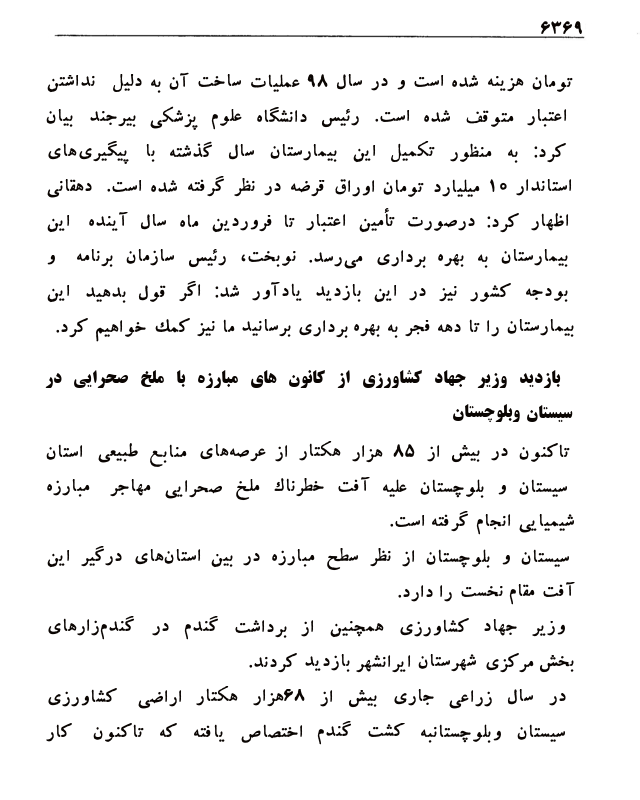 ۶۳۶۹
تومان هزینه شده است و در سال ۹۸ عملیات ساخت آن به دلیل نداشتن
اعتبار متوقف شده است. رئیس دانشگاه علوم پزشکی بیرجند بیان
کرد: به منظور تکمیل این بیمارستان سال گذشته با پیگیری‌های
استاندار ۱۰ میلیارد تومان اوراق قرضه در نظر گرفته شده است. دهقانی
اظهار کرد: درصورت تأمین اعتبار تا فروردین ماه سال آینده این
بیمارستان به بهره برداری می‌رسد. نوبخت، رئیس سازمان برنامه و
بودجه کشور نیز در این بازدید یادآور شد: اگر قول بدهید این
بیمارستان را تا دهه فجر به بهره برداری برسانید ما نیز كمك خواهیم کرد.
بازدید وزیر جهاد کشاورزی از کانون های مبارزه با ملخ صحرایی در
سیستان وبلوچستان
تاکنون در بیش از ۸۵ هزار هکتار از عرصه‌های منابع طبیعی استان
سیستان و بلوچستان علیه آفت خطرناك ملخ صحرایی مهاجر مبارزه
شیمیایی انجام گرفته است.
سیستان و بلوچستان از نظر سطح مبارزه در بین استان‌های درگیر این
آفت مقام نخست را دارد.
وزیر جهاد کشاورزی همچنین از برداشت گندم در گندم‌زارهای
بخش مرکزی شهرستان ایرانشهر بازدید کردند.
در سال زراعی جاری بیش از ۶۸هزار هکتار اراضی کشاورزی
سیستان وبلوچستانبه کشت گندم اختصاص یافته که تاکنون کار